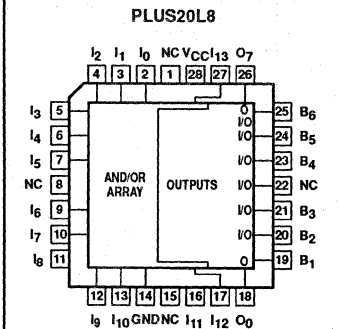 PLUS20L8
I2 I1 I0 NC VCC I13 O7
4 3 2 1 28 27 26
I3 5 O 25 B6
I/O
I4 6 I/O 24 B5
I5 7 I/O 23 B4
NC 8 AND/OR ARRAY OUTPUTS I/O 22 NC
I6 9 I/O 21 B3
I7 10 I/O 20 B2
I8 11 O 19 B1
12 13 14 15 16 17 18
I9 I10 GND NC I11 I12 O0